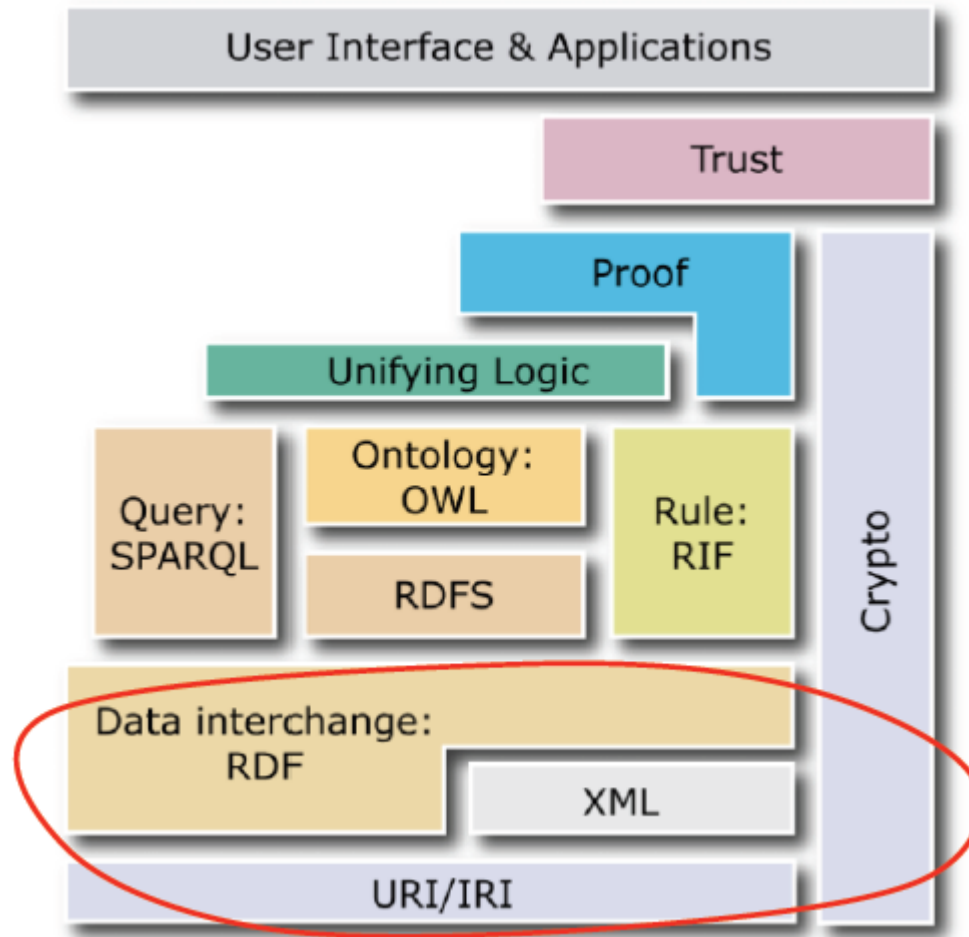 User Interface & Applications
Trust
Proof
Unifying Logic
Query:
SPARQL
Ontology:
OWL
RDFS
Rule:
RIF
Crypto
Data interchange:
RDF
XML
URI/IRI